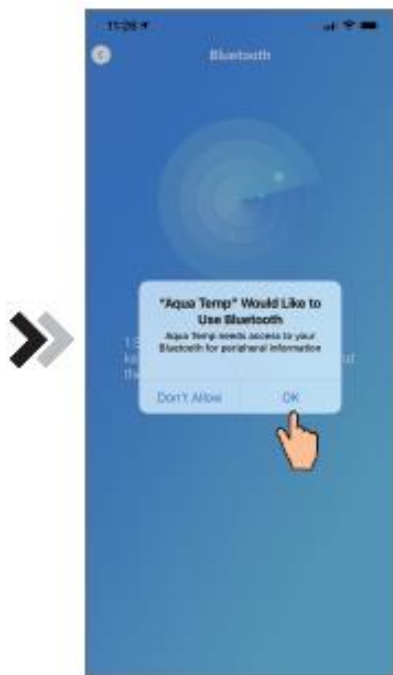 11:26
Bluetooth
"Aqua Temp" Would Like to
Use Bluetooth
Aqua Temp needs access to your
Bluetooth for peripheral information
Don't Allow OK